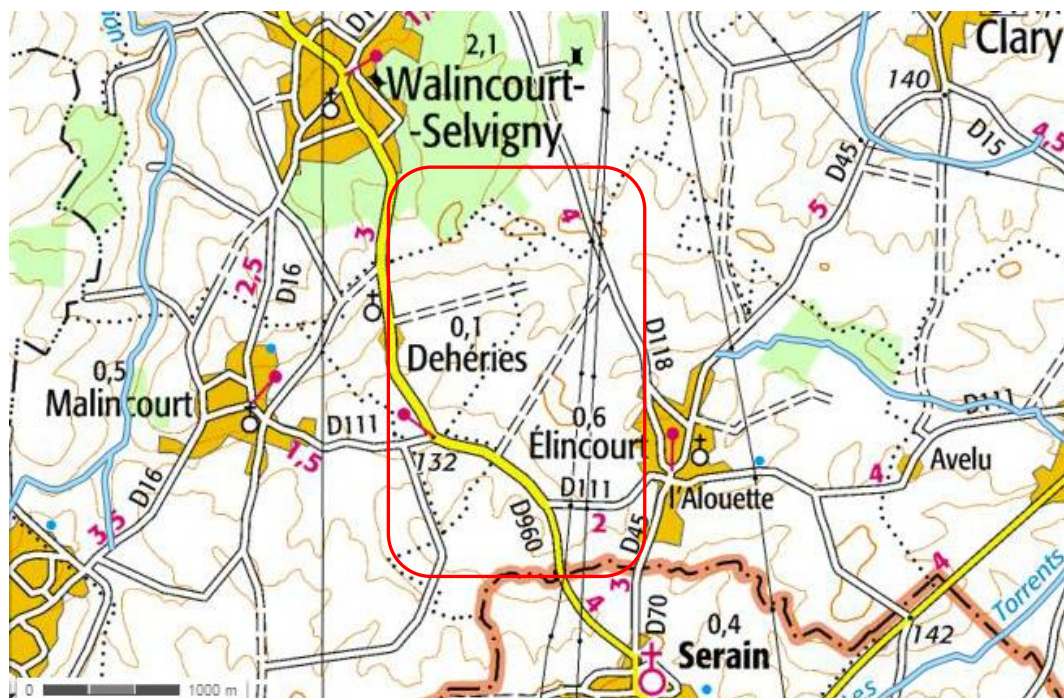 2,1
Clary
Walincourt-
-Selvigny
140
D15
4,5
D45
5
3
4
2,5
D16
0,1
Dehéries
D118
0,5
Malincourt
0,6
Élincourt
D111
D111
1,5
132
Avelu
4
l'Alouette
D111
D16
3,5
D960
2
D45
3
4
4
Torrents
D70
0,4
Serain
142
0
1000 m